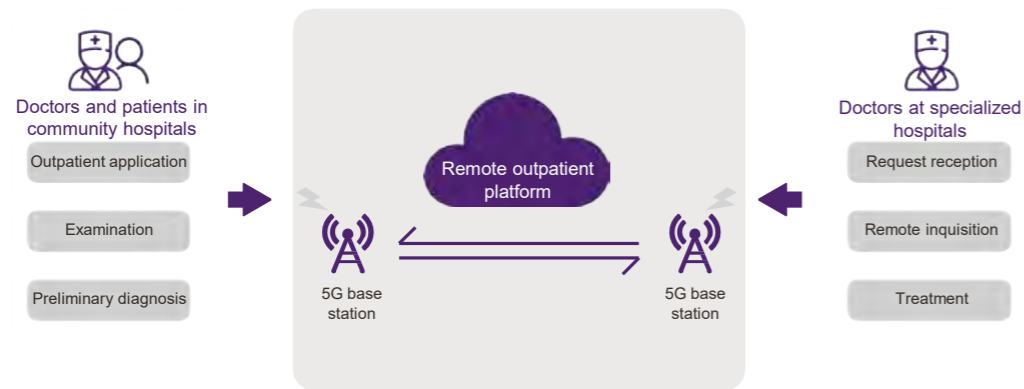 Doctors and patients in
community hospitals
Outpatient application
Examination
Preliminary diagnosis
Remote outpatient
platform
5G base
station
5G base
station
Doctors at specialized
hospitals
Request reception
Remote inquisition
Treatment